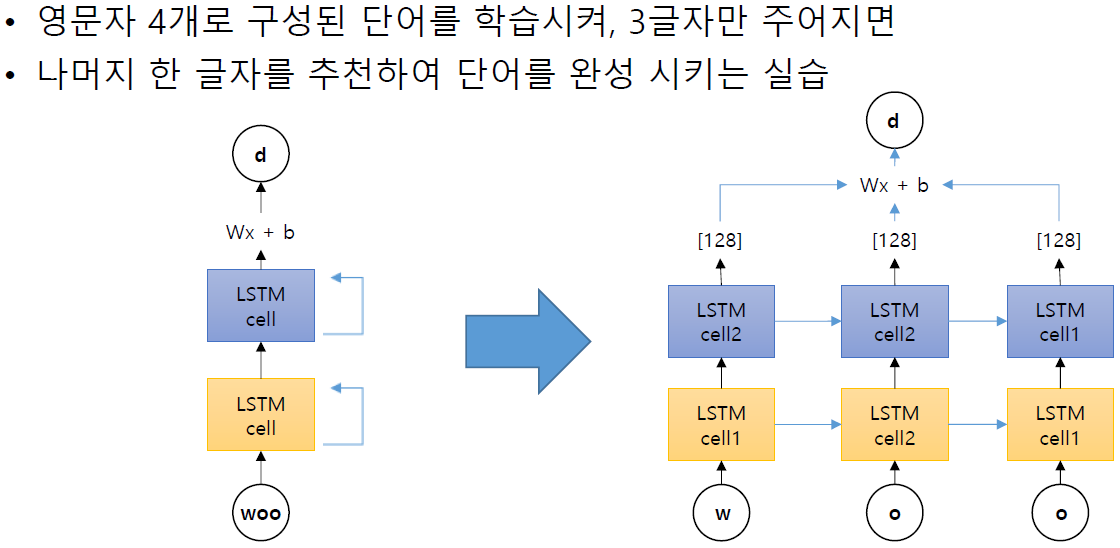 • 영문자 4개로 구성된 단어를 학습시켜, 3글자만 주어지면
• 나머지 한 글자를 추천하여 단어를 완성 시키는 실습
d
Wx + b
LSTM
cell
LSTM
cell
woo
d
Wx + b
[128] [128] [128]
LSTM LSTM LSTM
cell2 cell2 cell1
LSTM LSTM LSTM
cell1 cell2 cell1
w o o